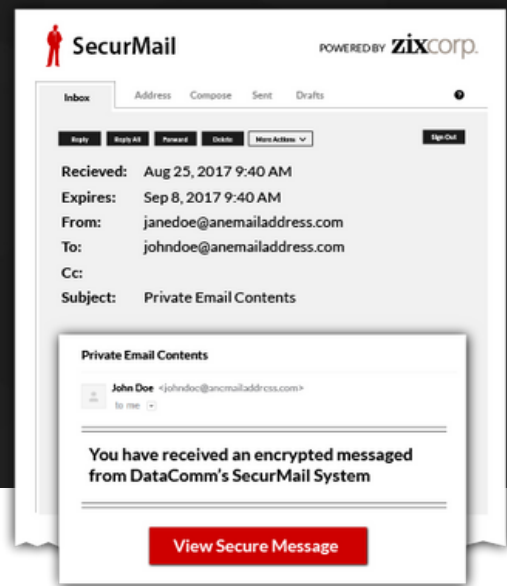 SecurMail
POWERED BY zixcorp.
Inbox Address Compose Sent Drafts ?
Reply Reply All Forward Delete More Actions Sign Out
Recieved: Aug 25, 2017 9:40 AM
Expires: Sep 8, 2017 9:40 AM
From: janedoe@anemailaddress.com
To: johndoe@anemailaddress.com
Cc:
Subject: Private Email Contents
Private Email Contents
John Doe <johndoe@anemailaddress.com>
to me
You have received an encrypted messaged
from DataComm's SecurMail System
View Secure Message